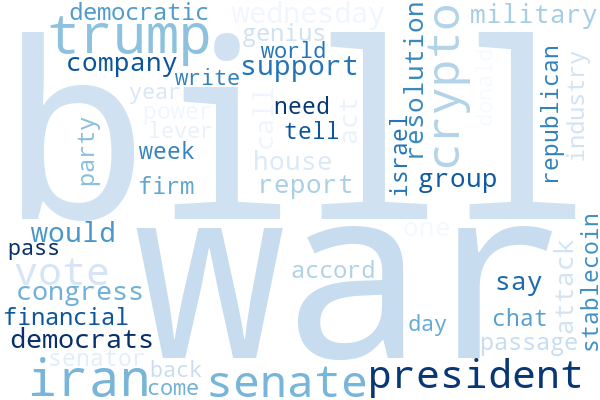 democratic
wednesday
crypto
military
trump
genius
resolution
bill
world
company
support
donald
republican
industry
write
year
need
power
call
act
lever
tell
israel
party
week
house
group
firm
report
war
would
one
stablecoin
pass
vote
accord
attack
say
congress
financial
day
chat
democrats
passage
senator
iran
back
senate
president
come